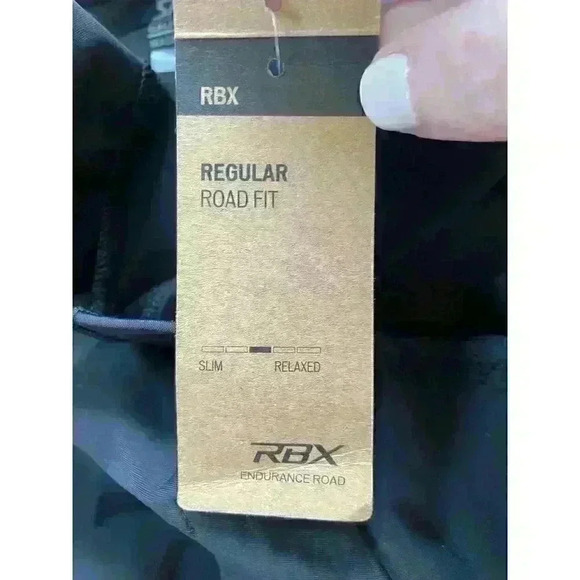 RBX
REGULAR
ROAD FIT
SLIM RELAXED
RBX
ENDURANCE ROAD